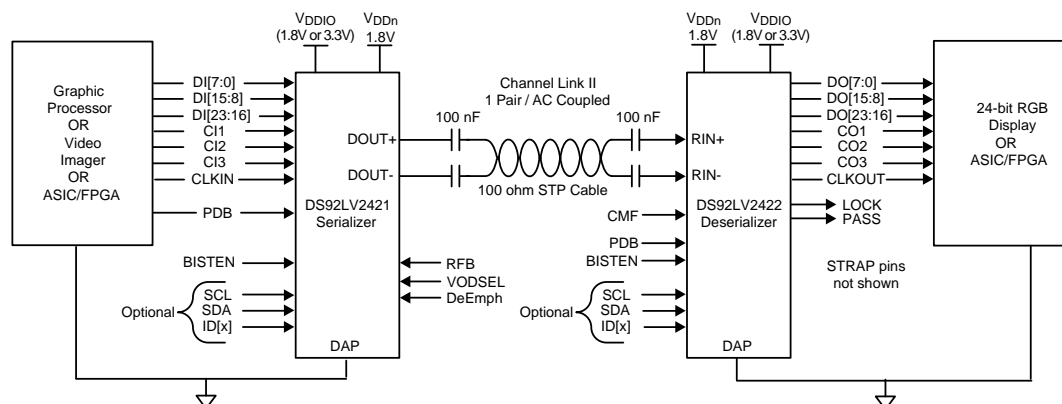 VDDIO
(1.8V or 3.3V)
VDDn
1.8V
VDDn
1.8V
VDDIO
(1.8V or 3.3V)
Graphic
Processor
OR
Video
Imager
OR
ASIC/FPGA
DI[7:0]
DI[15:8]
DI[23:16]
CI1
CI2
CI3
CLKIN
PDB
BISTEN
Optional
SCL
SDA
ID[x]
DOUT+
DOUT-
DS92LV2421
Serializer
DAP
RFB
VODSEL
DeEmph
Channel Link II
1 Pair / AC Coupled
100 nF
100 nF
100 ohm STP Cable
CMF
PDB
BISTEN
Optional
SCL
SDA
ID[x]
RIN+
RIN-
DS92LV2422
Deserializer
DAP
DO[7:0]
DO[15:8]
DO[23:16]
CO1
CO2
CO3
CLKOUT
LOCK
PASS
STRAP pins
not shown
24-bit RGB
Display
OR
ASIC/FPGA